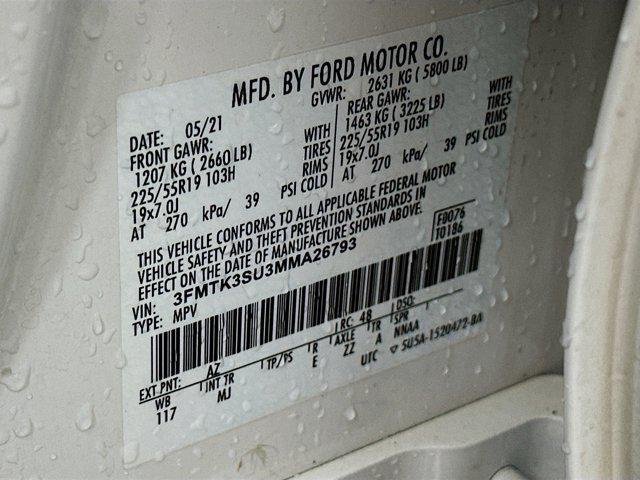 MFD. BY FORD MOTOR CO.
DATE: 05/21
GVWR: 2631 KG ( 5800 LB)
FRONT GAWR: WITH
1207 KG ( 2660 LB) TIRES
225/55R19 103H RIMS
19x7.0J
AT 270 kPa/ 39 PSI COLD
REAR GAWR: WITH
1463 KG ( 3225 LB) TIRES
225/55R19 103H RIMS
19x7.0J
AT 270 kPa/ 39 PSI COLD
THIS VEHICLE CONFORMS TO ALL APPLICABLE FEDERAL MOTOR
VEHICLE SAFETY AND THEFT PREVENTION STANDARDS IN
EFFECT ON THE DATE OF MANUFACTURE SHOWN ABOVE.
F0076
T0186
VIN: 3FMTK3SU3MMA26793
TYPE: MPV
EXT PNT: AZ RC: 48 DSO:
WB INT TR TP/PS R AXLE TR SPR
117 MJ E ZZ A NNAA
UTC ▽ 5U5A-1520472-BA